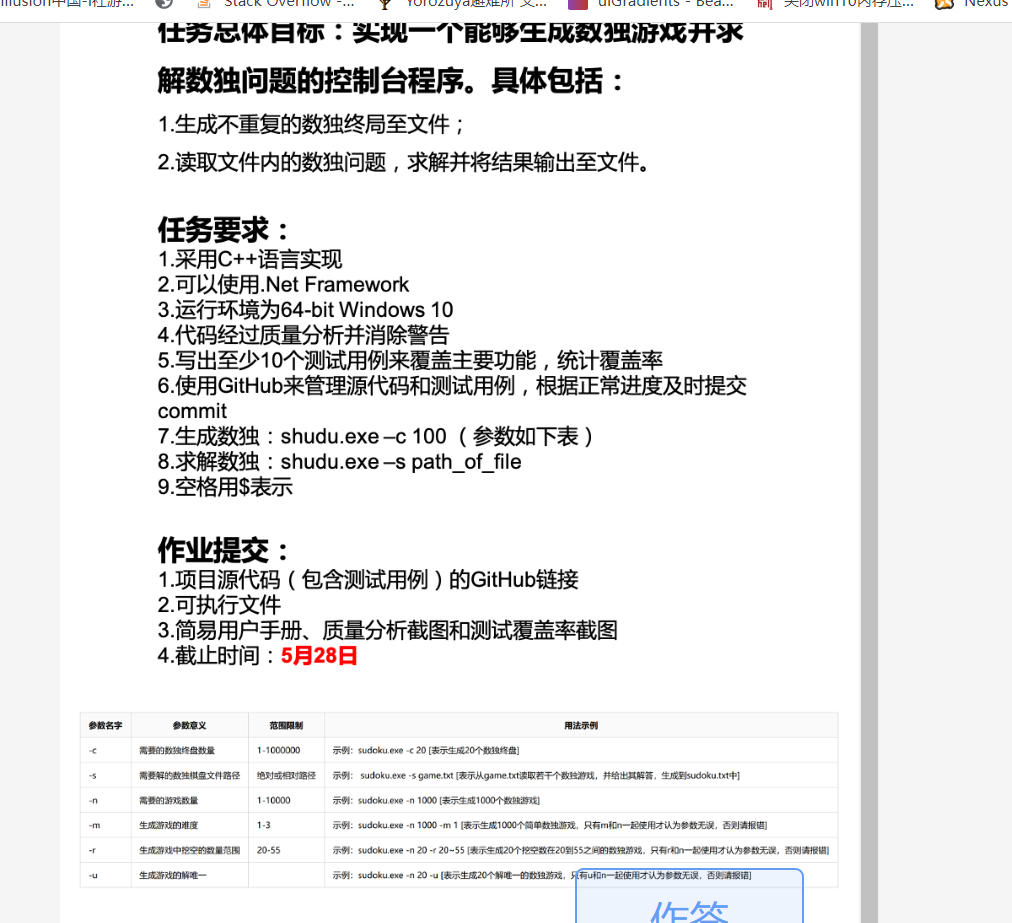 illusion中国-I社游...
Stack Overflow -...
Yorozuya避难所 文...
uiGradients - Bea...
关闭win10内存压...
Nexus
任务总体目标：实现一个能够生成数独游戏并求
解数独问题的控制台程序。具体包括：
1.生成不重复的数独终局至文件；
2.读取文件内的数独问题，求解并将结果输出至文件。
任务要求：
1.采用C++语言实现
2.可以使用.Net Framework
3.运行环境为64-bit Windows 10
4.代码经过质量分析并消除警告
5.写出至少10个测试用例来覆盖主要功能，统计覆盖率
6.使用GitHub来管理源代码和测试用例，根据正常进度及时提交
commit
7.生成数独：shudu.exe –c 100 （参数如下表）
8.求解数独：shudu.exe –s path_of_file
9.空格用$表示
作业提交：
1.项目源代码（包含测试用例）的GitHub链接
2.可执行文件
3.简易用户手册、质量分析截图和测试覆盖率截图
4.截止时间：5月28日
参数名字 参数意义 范围限制 用法示例
-c 需要的数独终盘数量 1-1000000 示例：sudoku.exe -c 20 [表示生成20个数独终盘]
-s 需要解的数独棋盘文件路径 绝对或相对路径 示例： sudoku.exe -s game.txt [表示从game.txt读取若干个数独游戏，并给出其解答，生成到sudoku.txt中]
-n 需要的游戏数量 1-10000 示例：sudoku.exe -n 1000 [表示生成1000个数独游戏]
-m 生成游戏的难度 1-3 示例：sudoku.exe -n 1000 -m 1 [表示生成1000个简单数独游戏，只有m和n一起使用才认为参数无误，否则请报错]
-r 生成游戏中挖空的数量范围 20-55 示例：sudoku.exe -n 20 -r 20~55 [表示生成20个挖空数在20到55之间的数独游戏，只有r和n一起使用才认为参数无误，否则请报错]
-u 生成游戏的解唯一 示例：sudoku.exe -n 20 -u [表示生成20个解唯一的数独游戏，只有u和n一起使用才认为参数无误，否则请报错]
作答